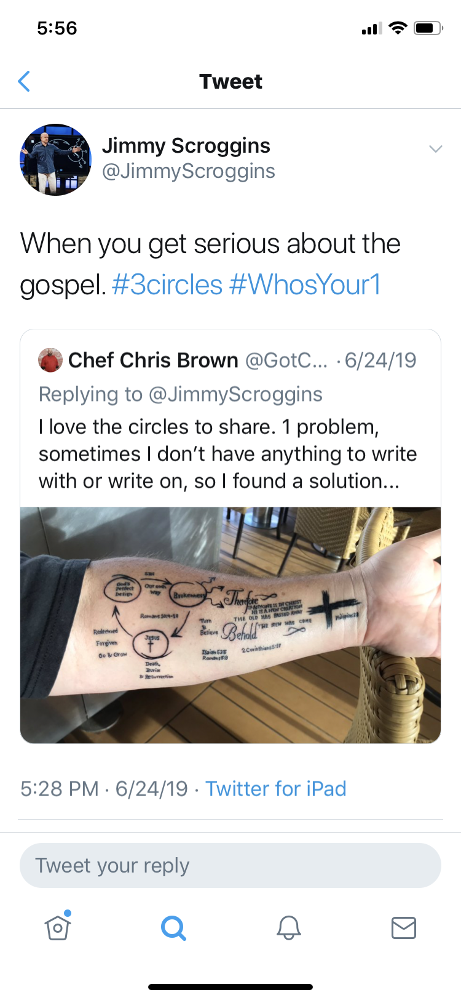 5:56
Tweet
Jimmy Scroggins
@JimmyScroggins
When you get serious about the
gospel. #3circles #WhosYour1
Chef Chris Brown @GotC... · 6/24/19
Replying to @JimmyScroggins
I love the circles to share. 1 problem,
sometimes I don’t have anything to write
with or write on, so I found a solution...
God's
Perfect
Design
SIN
Our own
way
Brokenness
Romans 10:9-10
Turn
&
Believe
Isaiah 53:5
Romans 5:8
Redeemed
Forgiven
Go & Grow
Jesus
Death,
Burial
& Resurrection
Therefore
IF ANYONE IS IN CHRIST
HE IS A NEW CREATION
THE OLD HAS PASSED AWAY
Behold THE NEW HAS COME
2 Corinthians 5:17
5:28 PM · 6/24/19 · Twitter for iPad
Tweet your reply